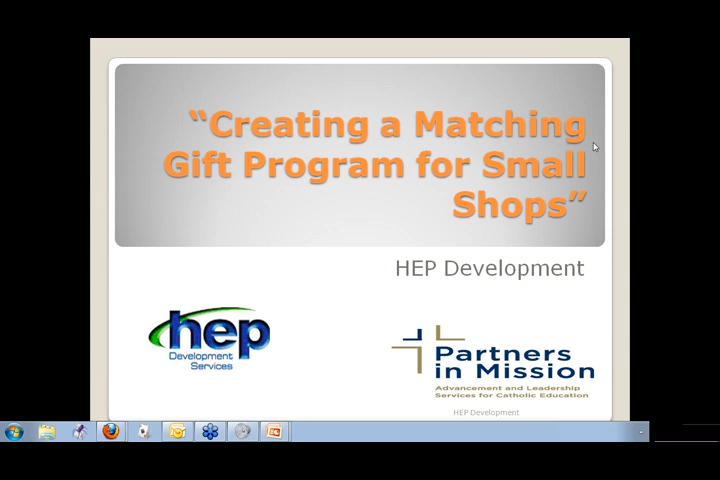 “Creating a Matching
Gift Program for Small
Shops”
HEP Development
hep
Development
Services
Partners
in Mission
Advancement and Leadership
Services for Catholic Education
HEP Development